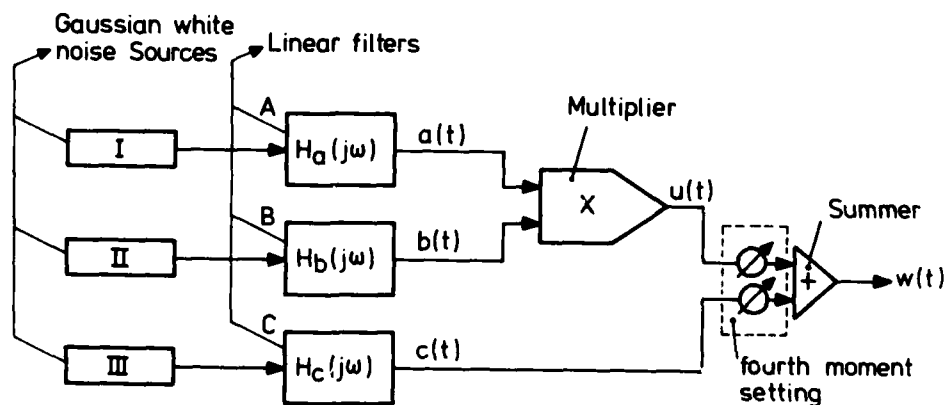 Gaussian white
noise Sources
Linear filters
A
I
Ha(jω)
a(t)
Multiplier
X
u(t)
Summer
B
II
Hb(jω)
b(t)
+
w(t)
C
III
Hc(jω)
c(t)
fourth moment
setting